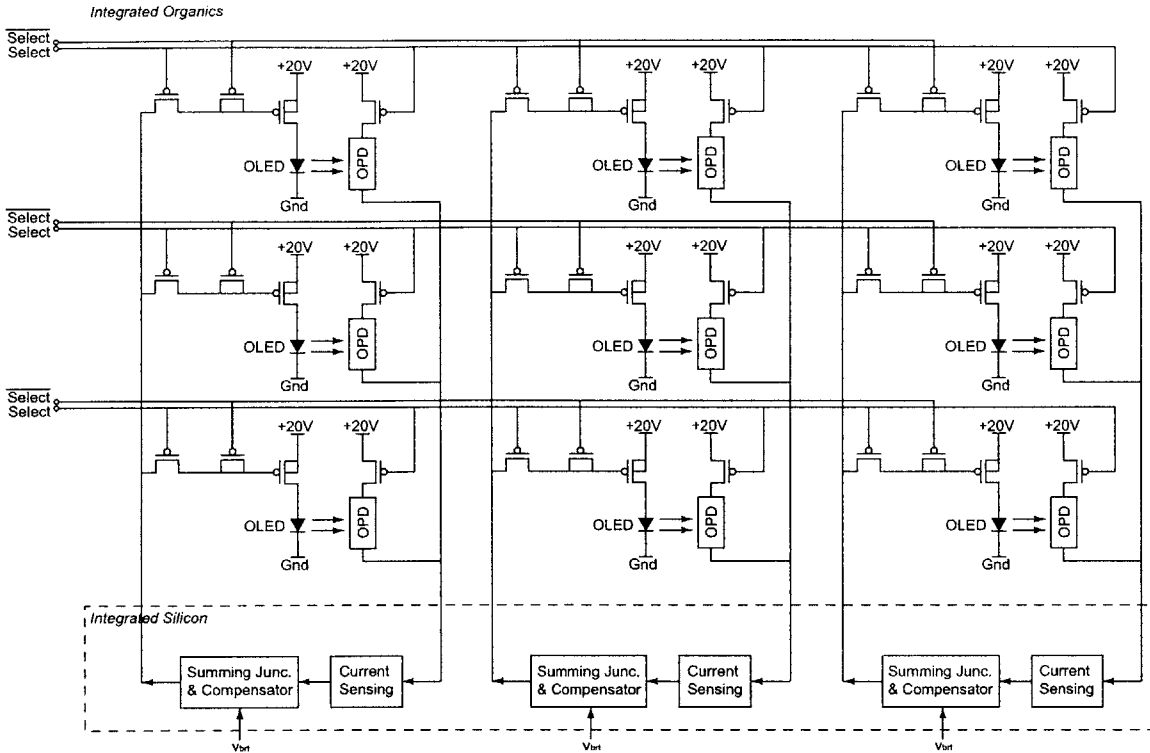 Integrated Organics
Select
Select
+20V +20V +20V +20V +20V +20V
OLED OPD OLED OPD OLED OPD
Gnd Gnd Gnd
Select
Select
+20V +20V +20V +20V +20V +20V
OLED OPD OLED OPD OLED OPD
Gnd Gnd Gnd
Select
Select
+20V +20V +20V +20V +20V +20V
OLED OPD OLED OPD OLED OPD
Gnd Gnd Gnd
Integrated Silicon
Summing Junc. Current Summing Junc. Current Summing Junc. Current
& Compensator Sensing & Compensator Sensing & Compensator Sensing
Vbrt Vbrt Vbrt